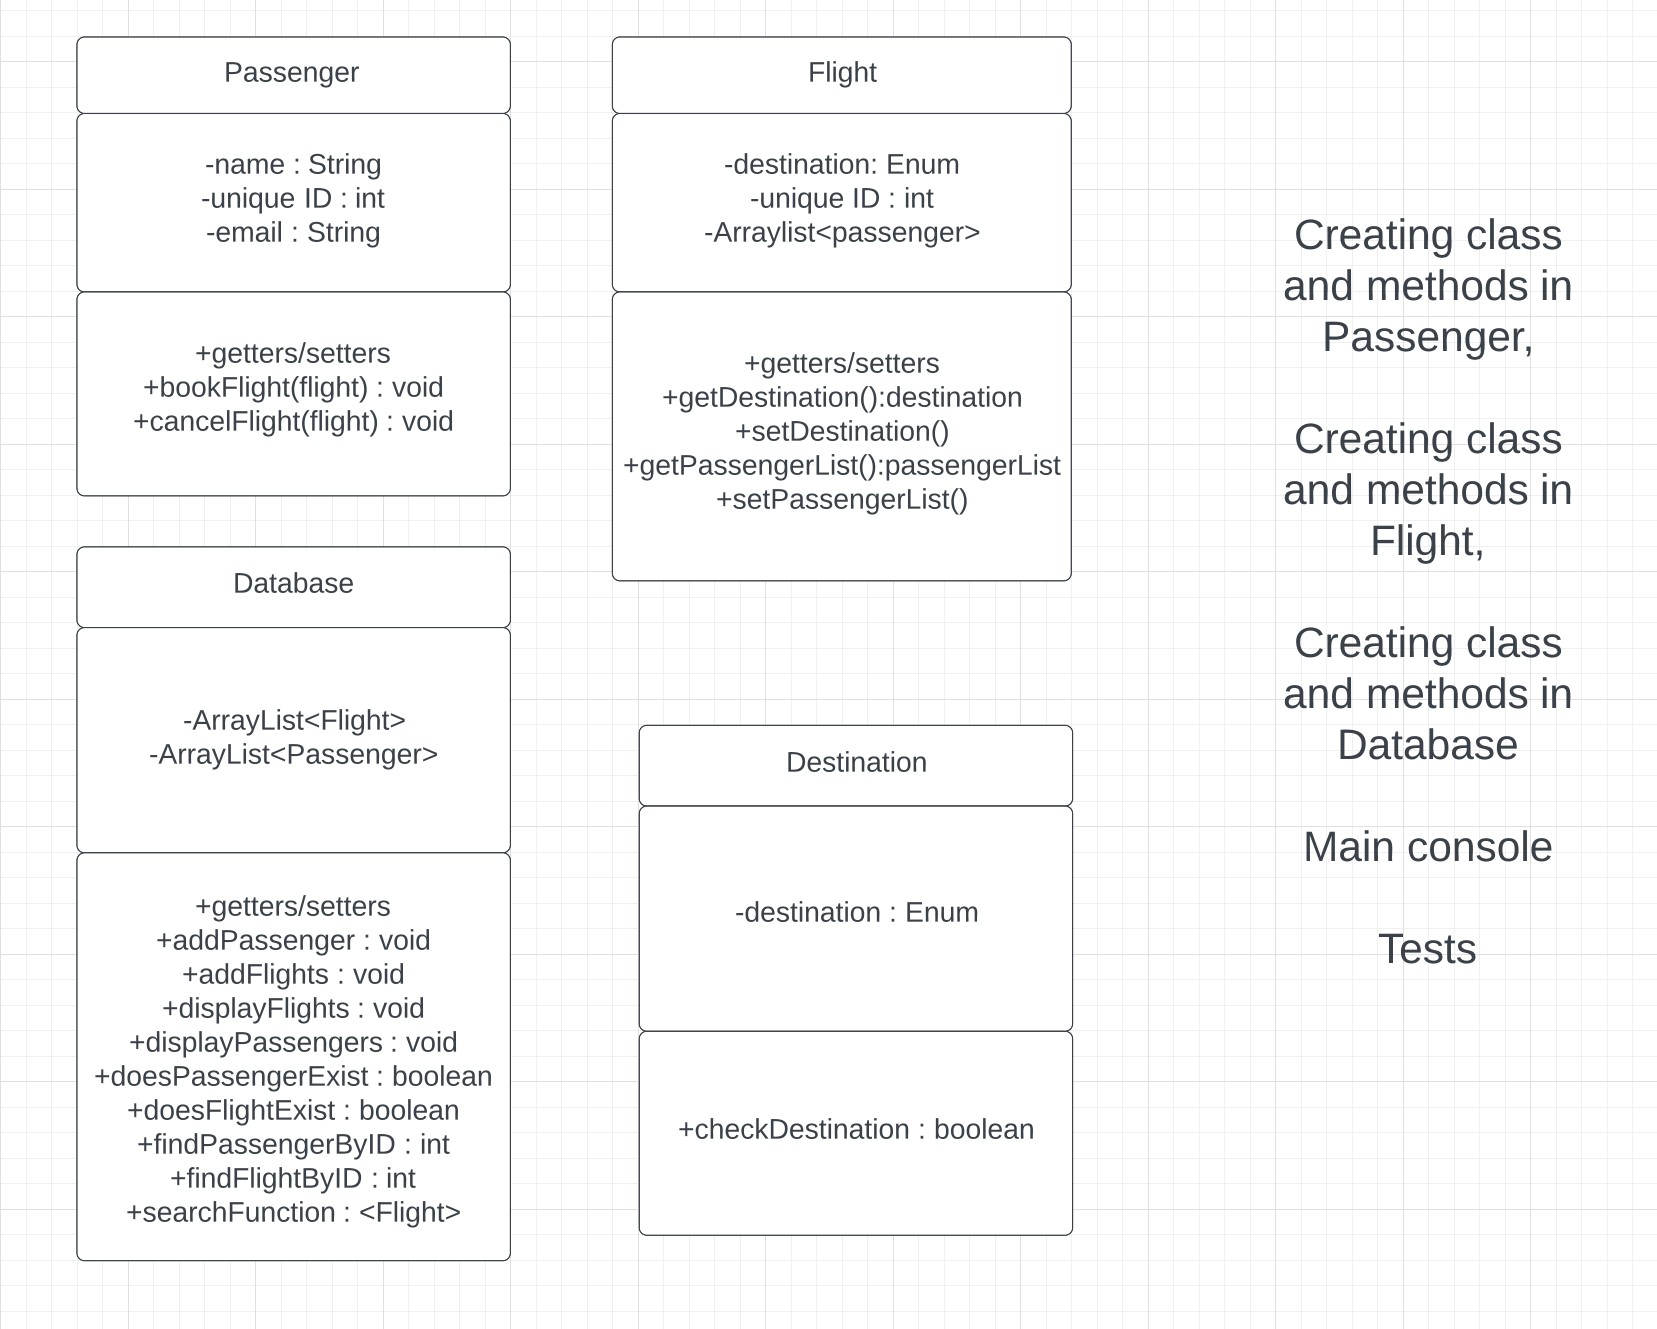 Passenger
-name : String
-unique ID : int
-email : String
+getters/setters
+bookFlight(flight) : void
+cancelFlight(flight) : void
Flight
-destination: Enum
-unique ID : int
-Arraylist<passenger>
+getters/setters
+getDestination():destination
+setDestination()
+getPassengerList():passengerList
+setPassengerList()
Database
-ArrayList<Flight>
-ArrayList<Passenger>
+getters/setters
+addPassenger : void
+addFlights : void
+displayFlights : void
+displayPassengers : void
+doesPassengerExist : boolean
+doesFlightExist : boolean
+findPassengerByID : int
+findFlightByID : int
+searchFunction : <Flight>
Destination
-destination : Enum
+checkDestination : boolean
Creating class
and methods in
Passenger,
Creating class
and methods in
Flight,
Creating class
and methods in
Database
Main console
Tests